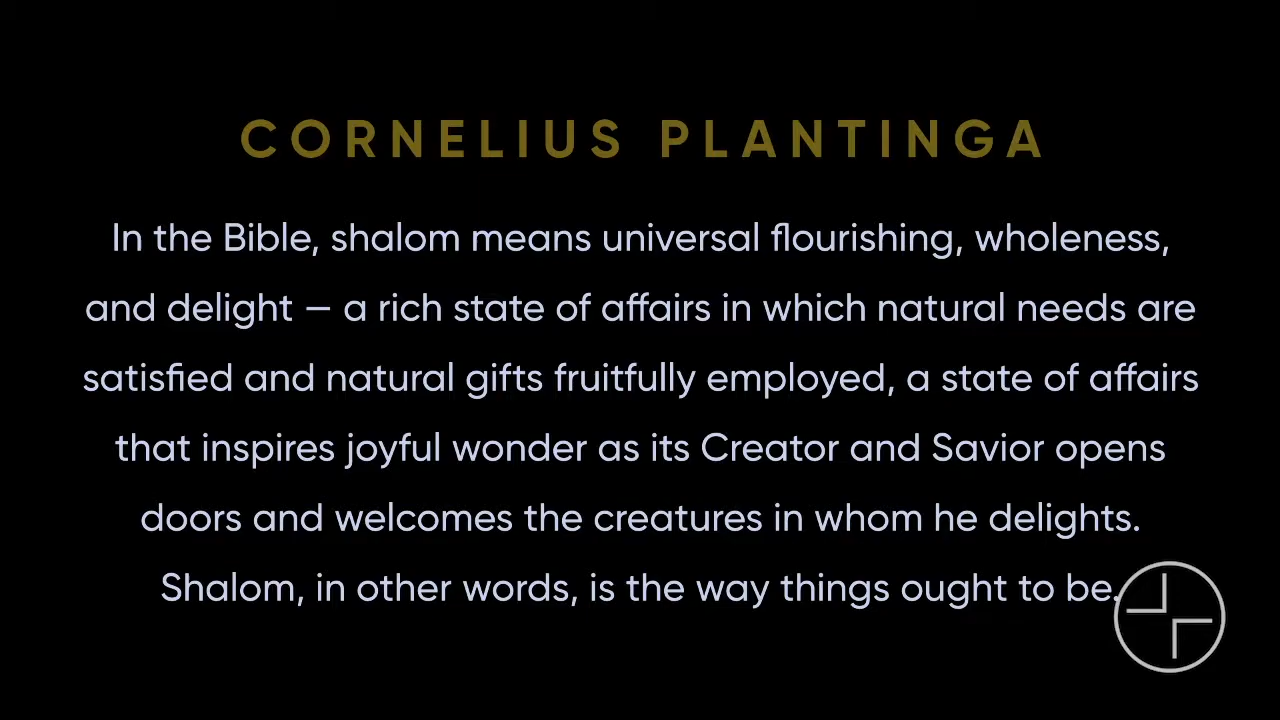 CORNELIUS PLANTINGA
In the Bible, shalom means universal flourishing, wholeness,
and delight — a rich state of affairs in which natural needs are
satisfied and natural gifts fruitfully employed, a state of affairs
that inspires joyful wonder as its Creator and Savior opens
doors and welcomes the creatures in whom he delights.
Shalom, in other words, is the way things ought to be.